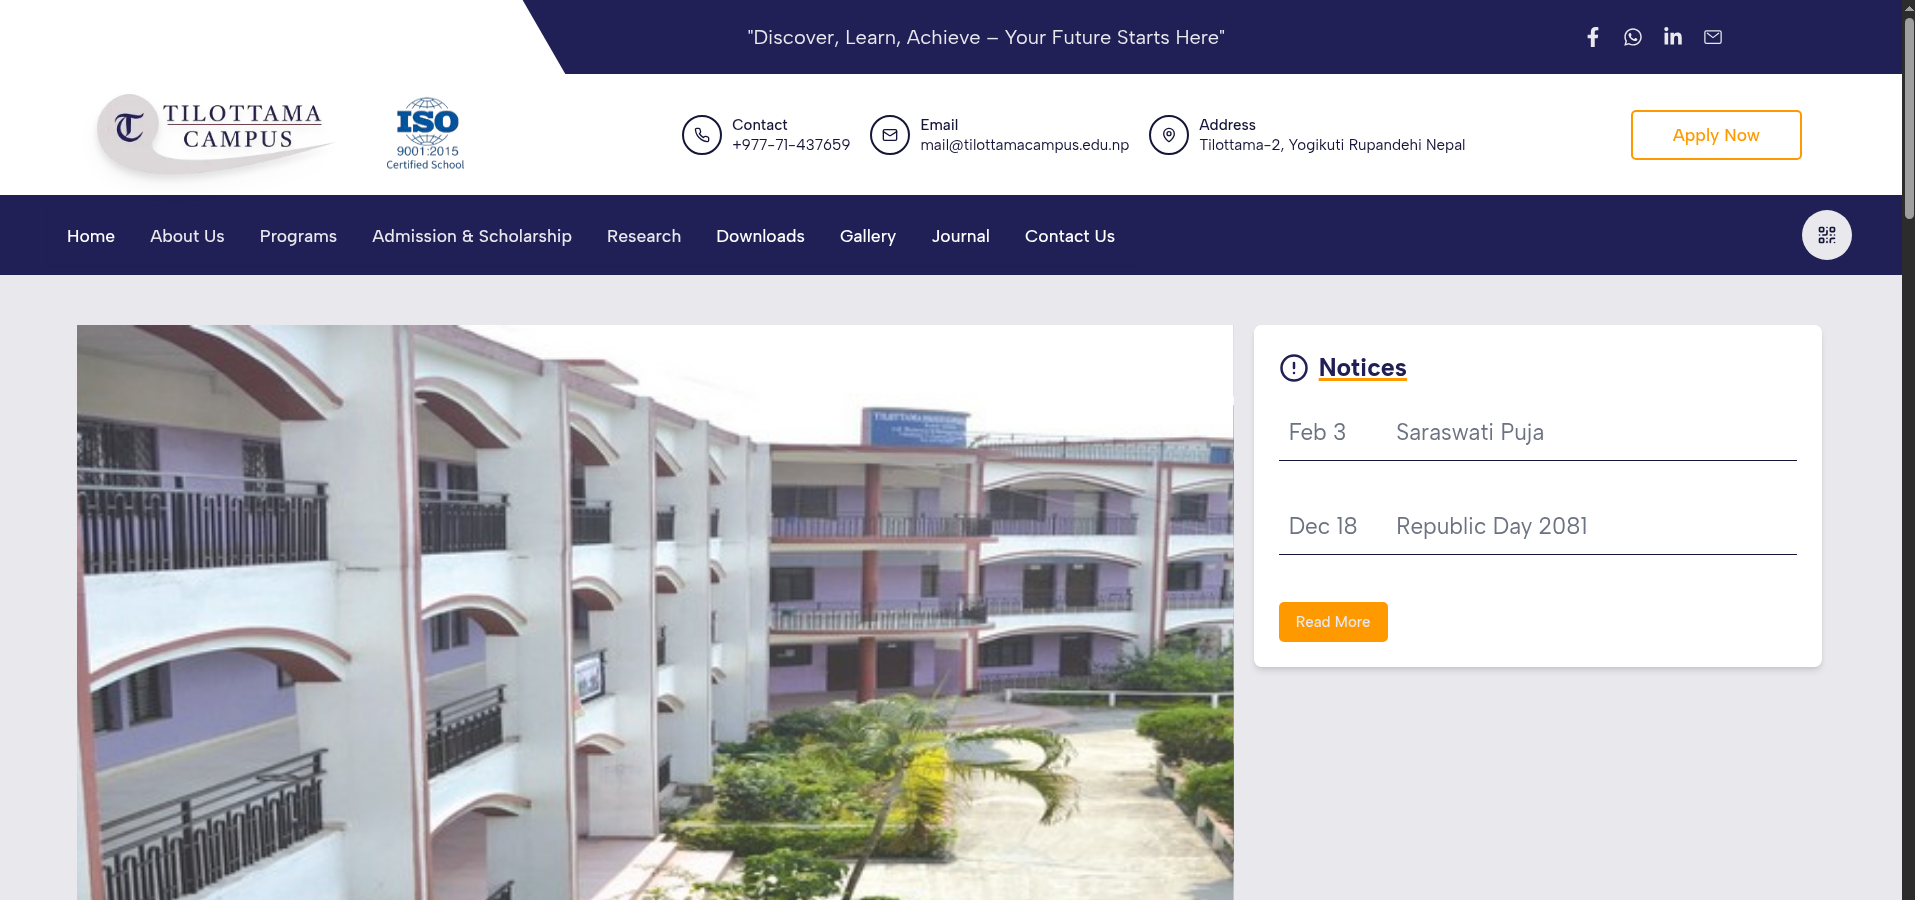 "Discover, Learn, Achieve – Your Future Starts Here"
TILOTTAMA
CAMPUS
ISO
9001:2015
Certified School
Contact
+977-71-437659
Email
mail@tilottamacampus.edu.np
Address
Tilottama-2, Yogikuti Rupandehi Nepal
Apply Now
Home About Us Programs Admission & Scholarship Research Downloads Gallery Journal Contact Us
Notices
Feb 3 Saraswati Puja
Dec 18 Republic Day 2081
Read More
TILOTTAMA